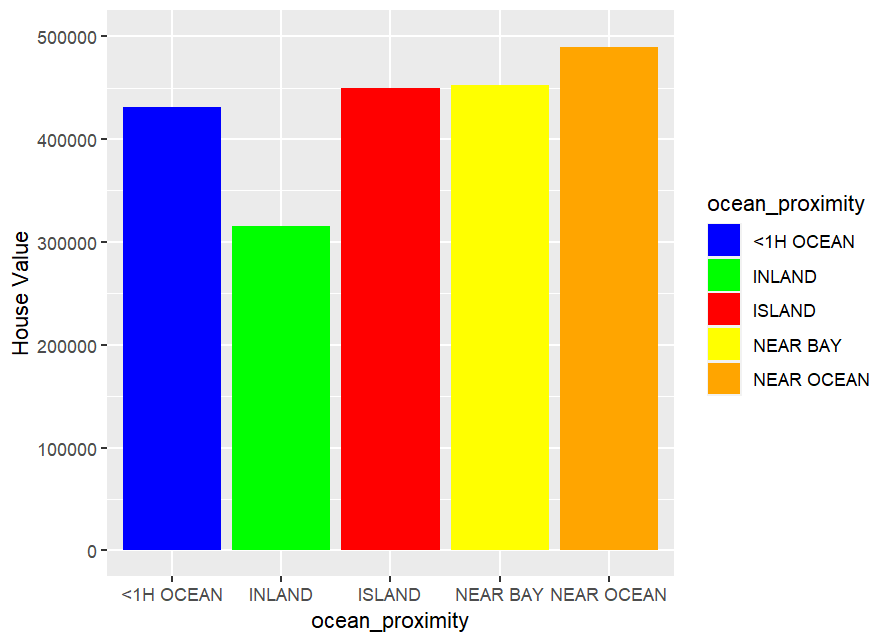 500000
400000
300000
200000
100000
0
House Value
<1H OCEAN INLAND ISLAND NEAR BAY NEAR OCEAN
ocean_proximity
ocean_proximity
<1H OCEAN
INLAND
ISLAND
NEAR BAY
NEAR OCEAN